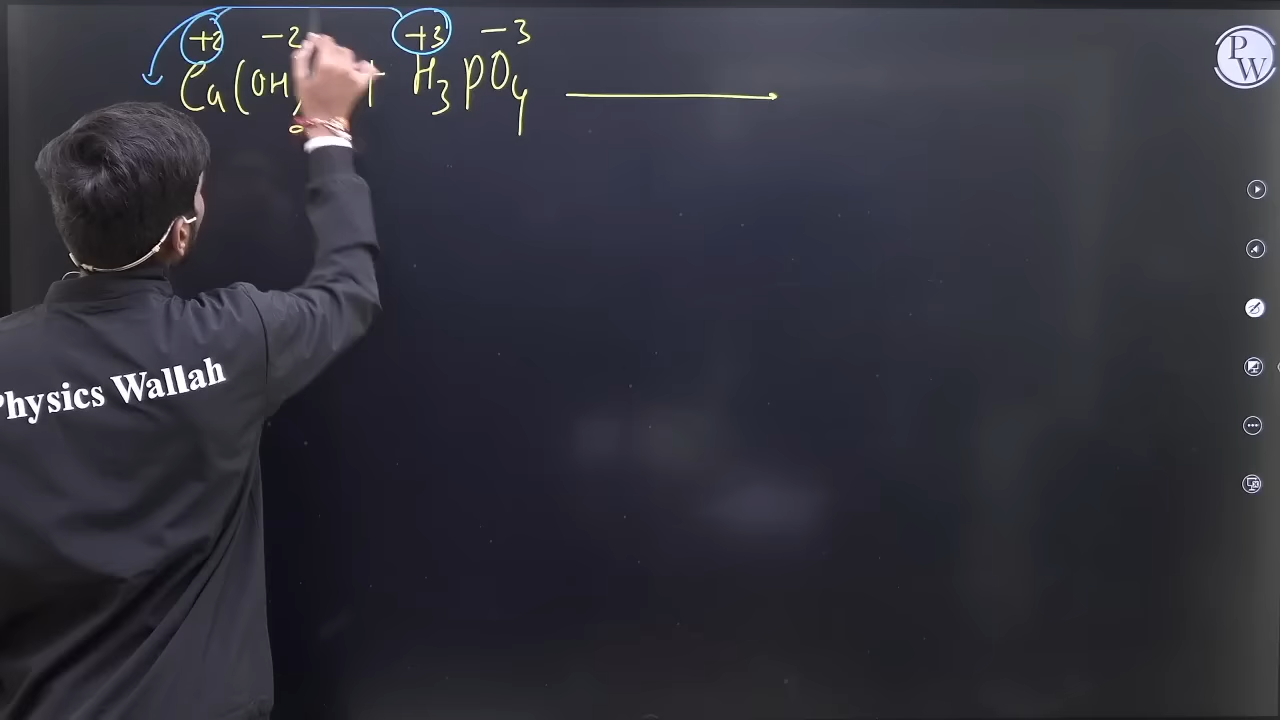 +2 -2 +3 -3
Ca(OH) + H3PO4 ⟶
PW
Physics Wallah